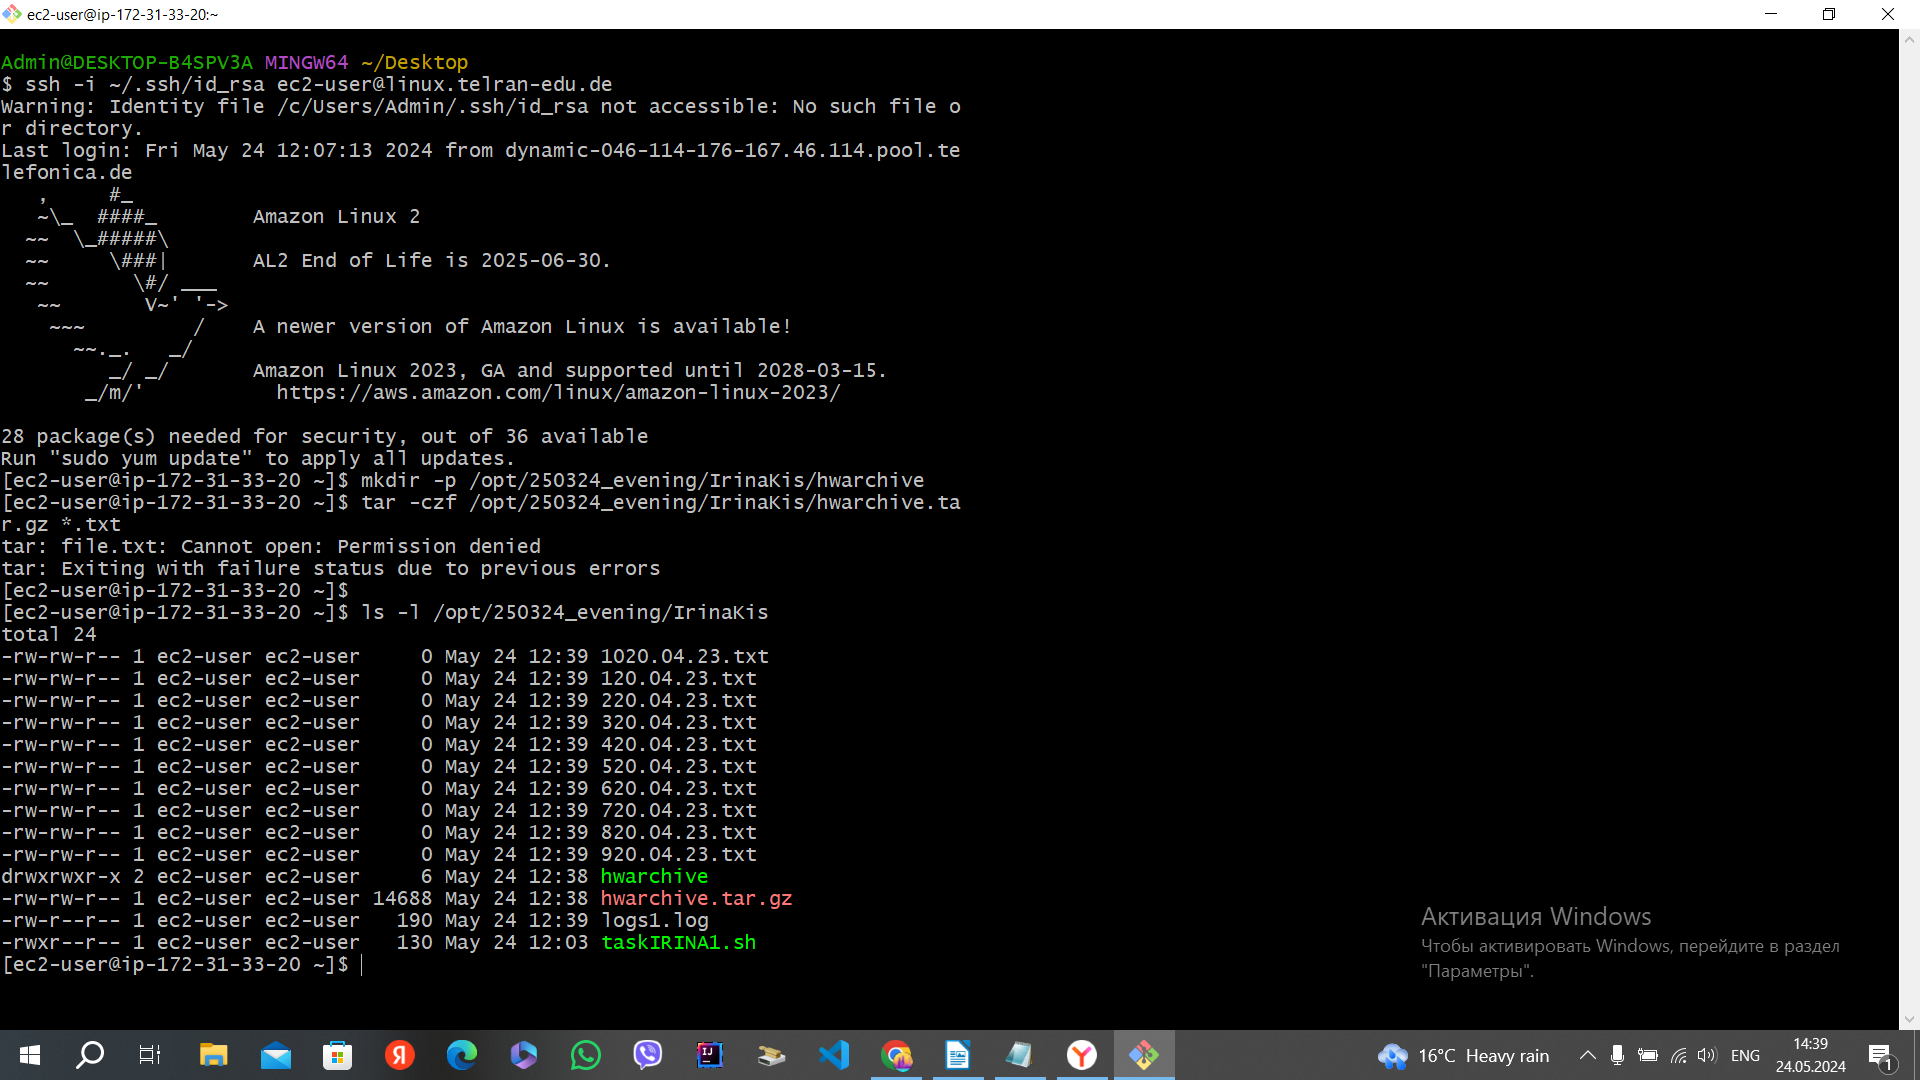 ec2-user@ip-172-31-33-20:~
Admin@DESKTOP-B4SPV3A MINGW64 ~/Desktop
$ ssh -i ~/.ssh/id_rsa ec2-user@linux.telran-edu.de
Warning: Identity file /c/Users/Admin/.ssh/id_rsa not accessible: No such file o
r directory.
Last login: Fri May 24 12:07:13 2024 from dynamic-046-114-176-167.46.114.pool.te
lefonica.de
   ,     #_
   ~\_  ####_        Amazon Linux 2
  ~~  \_#####\
  ~~     \###|       AL2 End of Life is 2025-06-30.
  ~~       \#/ ___
   ~~       V~' '->
    ~~~         /    A newer version of Amazon Linux is available!
      ~~._.   _/
         _/ _/       Amazon Linux 2023, GA and supported until 2028-03-15.
       _/m/'           https://aws.amazon.com/linux/amazon-linux-2023/
28 package(s) needed for security, out of 36 available
Run "sudo yum update" to apply all updates.
[ec2-user@ip-172-31-33-20 ~]$ mkdir -p /opt/250324_evening/IrinaKis/hwarchive
[ec2-user@ip-172-31-33-20 ~]$ tar -czf /opt/250324_evening/IrinaKis/hwarchive.ta
r.gz *.txt
tar: file.txt: Cannot open: Permission denied
tar: Exiting with failure status due to previous errors
[ec2-user@ip-172-31-33-20 ~]$
[ec2-user@ip-172-31-33-20 ~]$ ls -l /opt/250324_evening/IrinaKis
total 24
-rw-rw-r-- 1 ec2-user ec2-user     0 May 24 12:39 1020.04.23.txt
-rw-rw-r-- 1 ec2-user ec2-user     0 May 24 12:39 120.04.23.txt
-rw-rw-r-- 1 ec2-user ec2-user     0 May 24 12:39 220.04.23.txt
-rw-rw-r-- 1 ec2-user ec2-user     0 May 24 12:39 320.04.23.txt
-rw-rw-r-- 1 ec2-user ec2-user     0 May 24 12:39 420.04.23.txt
-rw-rw-r-- 1 ec2-user ec2-user     0 May 24 12:39 520.04.23.txt
-rw-rw-r-- 1 ec2-user ec2-user     0 May 24 12:39 620.04.23.txt
-rw-rw-r-- 1 ec2-user ec2-user     0 May 24 12:39 720.04.23.txt
-rw-rw-r-- 1 ec2-user ec2-user     0 May 24 12:39 820.04.23.txt
-rw-rw-r-- 1 ec2-user ec2-user     0 May 24 12:39 920.04.23.txt
drwxrwxr-x 2 ec2-user ec2-user     6 May 24 12:38 hwarchive
-rw-rw-r-- 1 ec2-user ec2-user 14688 May 24 12:38 hwarchive.tar.gz
-rw-r--r-- 1 ec2-user ec2-user   190 May 24 12:39 logs1.log
-rwxr--r-- 1 ec2-user ec2-user   130 May 24 12:03 taskIRINA1.sh
[ec2-user@ip-172-31-33-20 ~]$
Активация Windows
Чтобы активировать Windows, перейдите в раздел
"Параметры".
16°C Heavy rain
ENG
14:39
24.05.2024
1